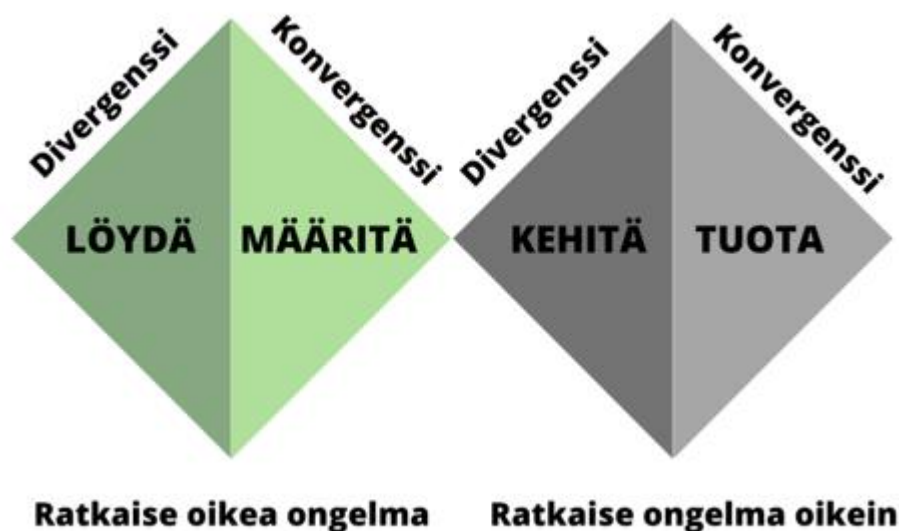 Divergenssi
Konvergenssi
Divergenssi
Konvergenssi
LÖYDÄ
MÄÄRITÄ
KEHITÄ
TUOTA
Ratkaise oikea ongelma
Ratkaise ongelma oikein